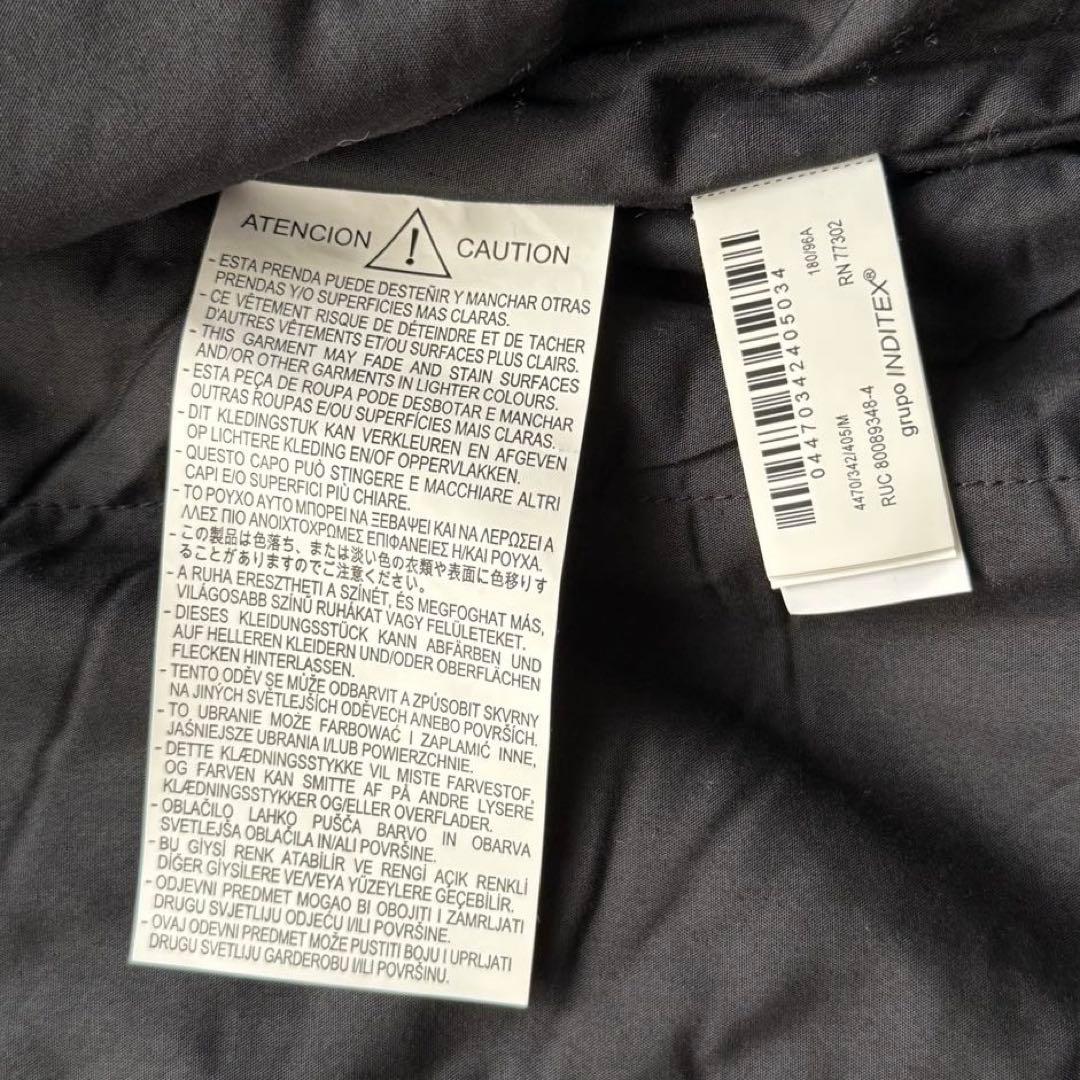 ATENCION ! CAUTION
- ESTA PRENDA PUEDE DESTEÑIR Y MANCHAR OTRAS
PRENDAS Y/O SUPERFICIES MAS CLARAS.
- CE VÊTEMENT RISQUE DE DÉTEINDRE ET DE TACHER
D'AUTRES VÊTEMENTS ET/OU SURFACES PLUS CLAIRS.
- THIS GARMENT MAY FADE AND STAIN SURFACES
AND/OR OTHER GARMENTS IN LIGHTER COLOURS.
- ESTA PEÇA DE ROUPA PODE DESBOTAR E MANCHAR
OUTRAS ROUPAS E/OU SUPERFÍCIES MAIS CLARAS.
- DIT KLEDINGSTUK KAN VERKLEUREN EN AFGEVEN
OP LICHTERE KLEDING EN/OF OPPERVLAKKEN.
- QUESTO CAPO PUÒ STINGERE E MACCHIARE ALTRI
CAPI E/O SUPERFICI PIÙ CHIARE.
- ΤΟ ΡΟΥΧΟ ΑΥΤΟ ΜΠΟΡΕΙ ΝΑ ΞΕΒΑΨΕΙ ΚΑΙ ΝΑ ΛΕΡΩΣΕΙ Α
ΛΛΕΣ ΠΙΟ ΑΝΟΙΧΤΟΧΡΩΜΕΣ ΕΠΙΦΑΝΕΙΕΣ Η/ΚΑΙ ΡΟΥΧΑ.
- この製品は色落ち、または淡い色の衣類や表面に色移りす
ることがありますのでご注意ください。
- A RUHA ERESZTHETI A SZÍNÉT, ÉS MEGFOGHAT MÁS,
VILÁGOSABB SZÍNŰ RUHÁKAT VAGY FELÜLETEKET.
- DIESES KLEIDUNGSSTÜCK KANN ABFÄRBEN UND
AUF HELLEREN KLEIDERN UND/ODER OBERFLÄCHEN
FLECKEN HINTERLASSEN.
- TENTO ODĚV SE MŮŽE ODBARVIT A ZPŮSOBIT SKVRNY
NA JINÝCH SVĚTLEJŠÍCH ODĚVECH A/NEBO POVRŠÍCH.
- TO UBRANIE MOŻE FARBOWAĆ I ZAPLAMIĆ INNE,
JAŚNIEJSZE UBRANIA I/LUB POWIERZCHNIE.
- DETTE KLÆDNINGSSTYKKE VIL MISTE FARVESTOF,
OG FARVEN KAN SMITTE AF PÅ ANDRE LYSERE
KLÆDNINGSSTYKKER OG/ELLER OVERFLADER.
- OBLAČILO LAHKO PUŠČA BARVO IN OBARVA
SVETLEJŠA OBLAČILA IN/ALI POVRŠINE.
- BU GİYSİ RENK ATABİLİR VE RENGİ AÇIK RENKLİ
DİĞER GİYSİLERE VE/VEYA YÜZEYLERE GEÇEBİLİR.
- ODJEVNI PREDMET MOGAO BI OBOJITI I ZAMRLJATI
DRUGU SVJETLIJU ODJEĆU I/ILI POVRŠINE.
- OVAJ ODEVNI PREDMET MOŽE PUSTITI BOJU I UPRLJATI
DRUGU SVETLIJU GARDEROBU I/ILI POVRŠINU.
04470342405034
180/96A
RN 77302
4470/342/405/M
RUC 80089348-4
grupo INDITEX®